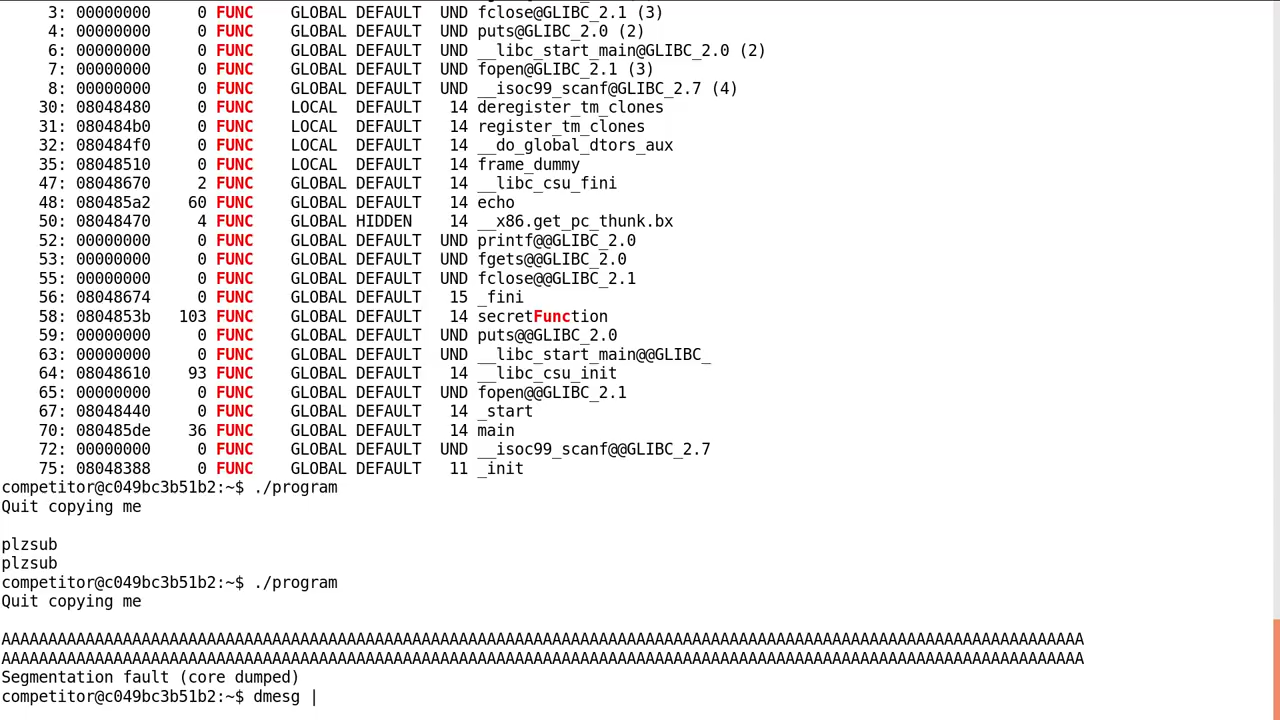 3: 00000000     0 FUNC    GLOBAL DEFAULT  UND fclose@GLIBC_2.1 (3)
4: 00000000     0 FUNC    GLOBAL DEFAULT  UND puts@GLIBC_2.0 (2)
6: 00000000     0 FUNC    GLOBAL DEFAULT  UND __libc_start_main@GLIBC_2.0 (2)
7: 00000000     0 FUNC    GLOBAL DEFAULT  UND fopen@GLIBC_2.1 (3)
8: 00000000     0 FUNC    GLOBAL DEFAULT  UND __isoc99_scanf@GLIBC_2.7 (4)
30: 08048480     0 FUNC    LOCAL  DEFAULT   14 deregister_tm_clones
31: 080484b0     0 FUNC    LOCAL  DEFAULT   14 register_tm_clones
32: 080484f0     0 FUNC    LOCAL  DEFAULT   14 __do_global_dtors_aux
35: 08048510     0 FUNC    LOCAL  DEFAULT   14 frame_dummy
47: 08048670     2 FUNC    GLOBAL DEFAULT   14 __libc_csu_fini
48: 080485a2    60 FUNC    GLOBAL DEFAULT   14 echo
50: 08048470     4 FUNC    GLOBAL HIDDEN    14 __x86.get_pc_thunk.bx
52: 00000000     0 FUNC    GLOBAL DEFAULT  UND printf@@GLIBC_2.0
53: 00000000     0 FUNC    GLOBAL DEFAULT  UND fgets@@GLIBC_2.0
55: 00000000     0 FUNC    GLOBAL DEFAULT  UND fclose@@GLIBC_2.1
56: 08048674     0 FUNC    GLOBAL DEFAULT   15 _fini
58: 0804853b   103 FUNC    GLOBAL DEFAULT   14 secretFunction
59: 00000000     0 FUNC    GLOBAL DEFAULT  UND puts@@GLIBC_2.0
63: 00000000     0 FUNC    GLOBAL DEFAULT  UND __libc_start_main@@GLIBC_
64: 08048610    93 FUNC    GLOBAL DEFAULT   14 __libc_csu_init
65: 00000000     0 FUNC    GLOBAL DEFAULT  UND fopen@@GLIBC_2.1
67: 08048440     0 FUNC    GLOBAL DEFAULT   14 _start
70: 080485de    36 FUNC    GLOBAL DEFAULT   14 main
72: 00000000     0 FUNC    GLOBAL DEFAULT  UND __isoc99_scanf@@GLIBC_2.7
75: 08048388     0 FUNC    GLOBAL DEFAULT   11 _init
competitor@c049bc3b51b2:~$ ./program
Quit copying me
plzsub
plzsub
competitor@c049bc3b51b2:~$ ./program
Quit copying me
AAAAAAAAAAAAAAAAAAAAAAAAAAAAAAAAAAAAAAAAAAAAAAAAAAAAAAAAAAAAAAAAAAAAAAAAAAAAAAAAAAAAAAAAAAAAAAAAAAAAAAAAAAAAAAAAAAAA
AAAAAAAAAAAAAAAAAAAAAAAAAAAAAAAAAAAAAAAAAAAAAAAAAAAAAAAAAAAAAAAAAAAAAAAAAAAAAAAAAAAAAAAAAAAAAAAAAAAAAAAAAAAAAAAAAAAA
Segmentation fault (core dumped)
competitor@c049bc3b51b2:~$ dmesg |